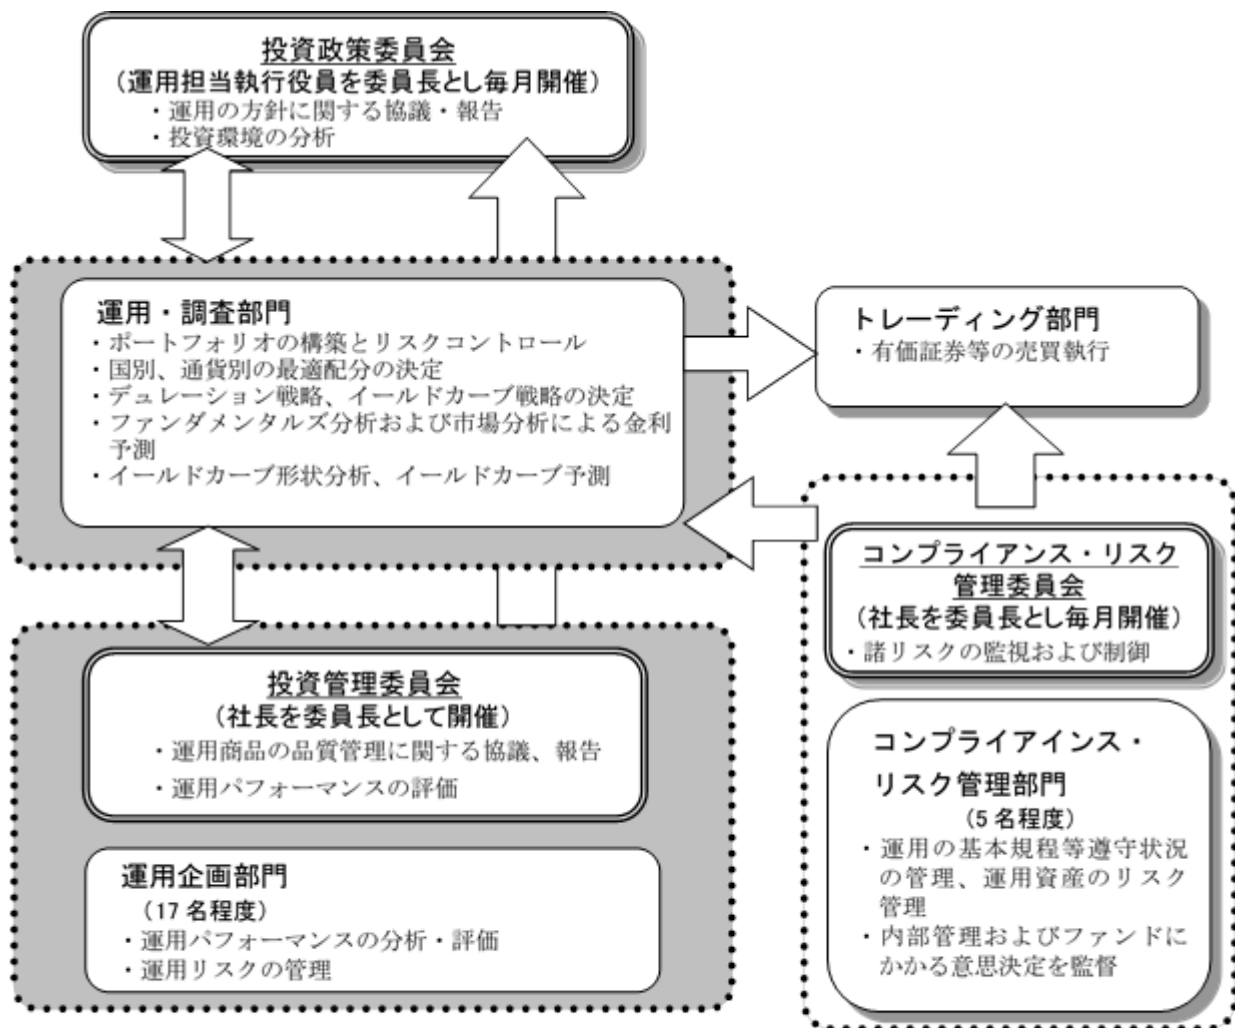 投資政策委員会
(運用担当執行役員を委員長とし毎月開催)
・運用の方針に関する協議・報告
・投資環境の分析
運用・調査部門
・ポートフォリオの構築とリスクコントロール
・国別、通貨別の最適配分の決定
・デュレーション戦略、イールドカーブ戦略の決定
・ファンダメンタルズ分析および市場分析による金利
予測
・イールドカーブ形状分析、イールドカーブ予測
トレーディング部門
・有価証券等の売買執行
投資管理委員会
(社長を委員長として開催)
・運用商品の品質管理に関する協議、報告
・運用パフォーマンスの評価
運用企画部門
(17 名程度)
・運用パフォーマンスの分析・評価
・運用リスクの管理
コンプライアンス・リスク
管理委員会
(社長を委員長とし毎月開催)
・諸リスクの監視および制御
コンプライアインス・
リスク管理部門
(5 名程度)
・運用の基本規程等遵守状況
の管理、運用資産のリスク
管理
・内部管理およびファンドに
かかる意思決定を監督